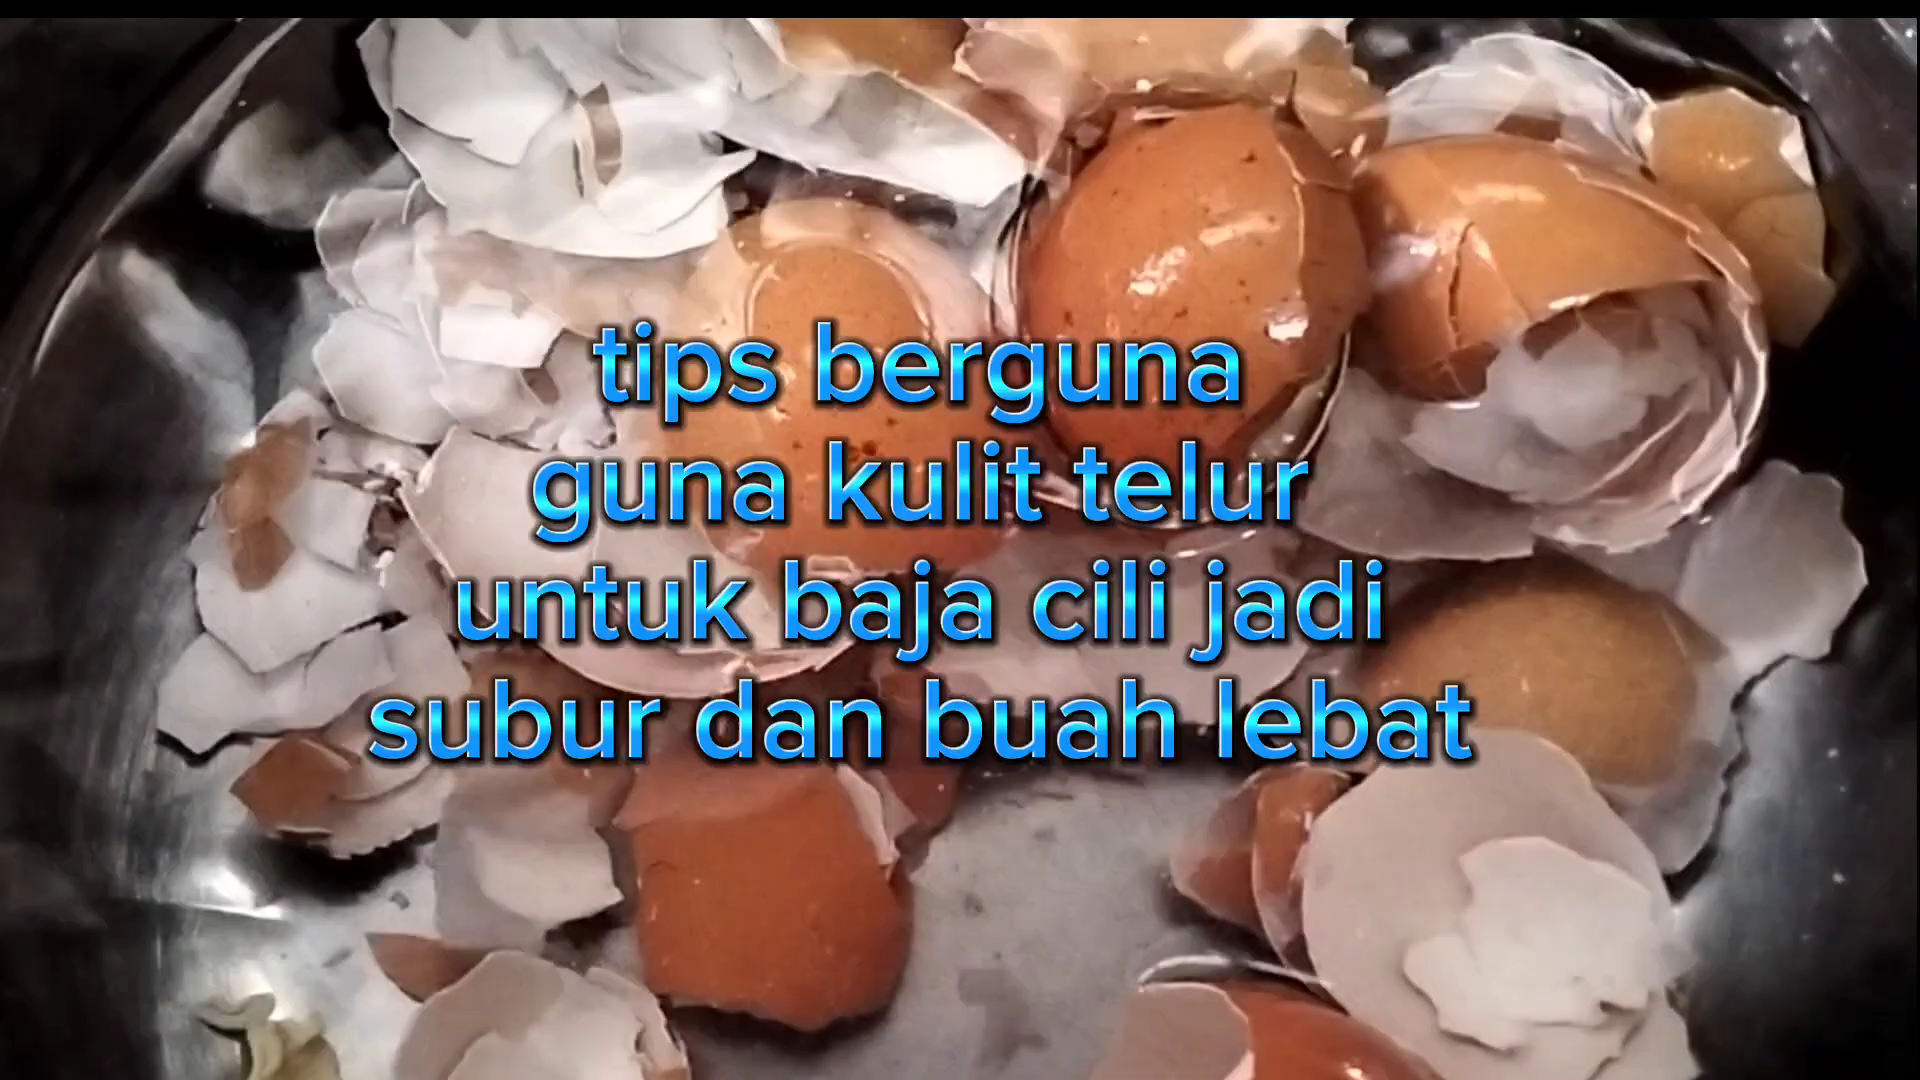 tips berguna
guna kulit telur
untuk baja cili jadi
subur dan buah lebat